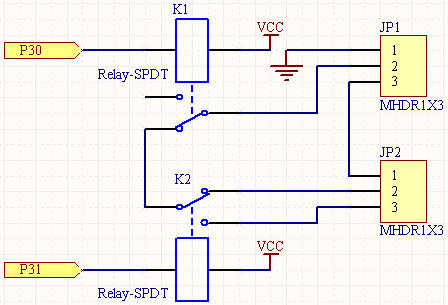 K1
VCC
JP1
P30
1
2
3
Relay-SPDT
MHDR1X3
JP2
K2
1
2
3
MHDR1X3
VCC
P31
Relay-SPDT